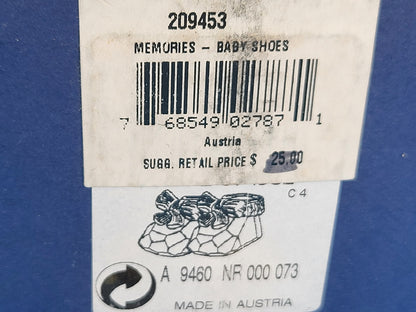 209453
MEMORIES – BABY SHOES
7 68549 02787 1
Austria
SUGG. RETAIL PRICE $ 25.00
C 4
A 9460 NR 000 073
MADE IN AUSTRIA